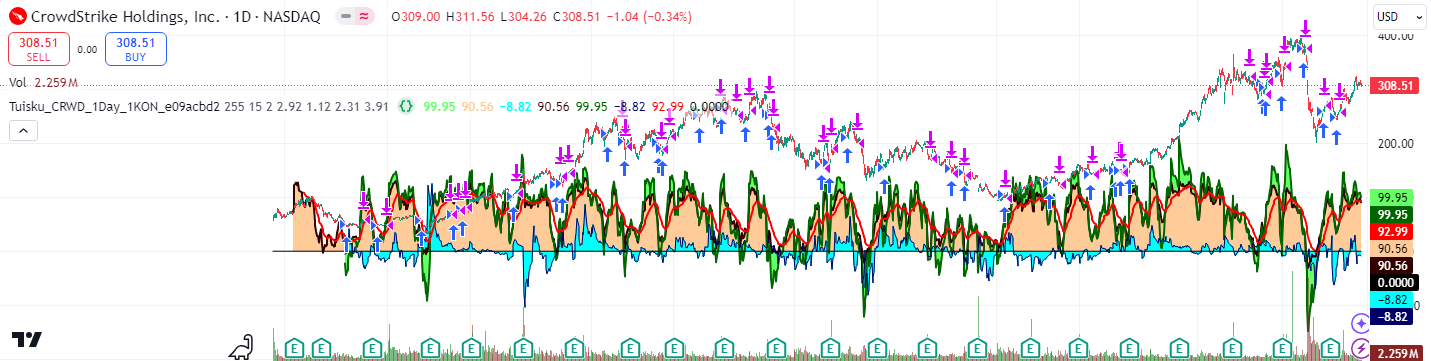 CrowdStrike Holdings, Inc. · 1D · NASDAQ O309.00 H311.56 L304.26 C308.51 −1.04 (−0.34%)
USD
400.00
308.51 0.00 308.51
SELL BUY
Vol 2.259M
308.51
Tuisku_CRWD_1Day_1KON_e09acbd2 255 15 2 2.92 1.12 2.31 3.91 {} 99.95 90.56 −8.82 90.56 99.95 −8.82 92.99 0.0000
200.00
99.95
99.95
92.99
90.56
90.56
0.0000
−8.82
−8.82
E E E E E E E E E E E E E E E E E E E E E
2.259M